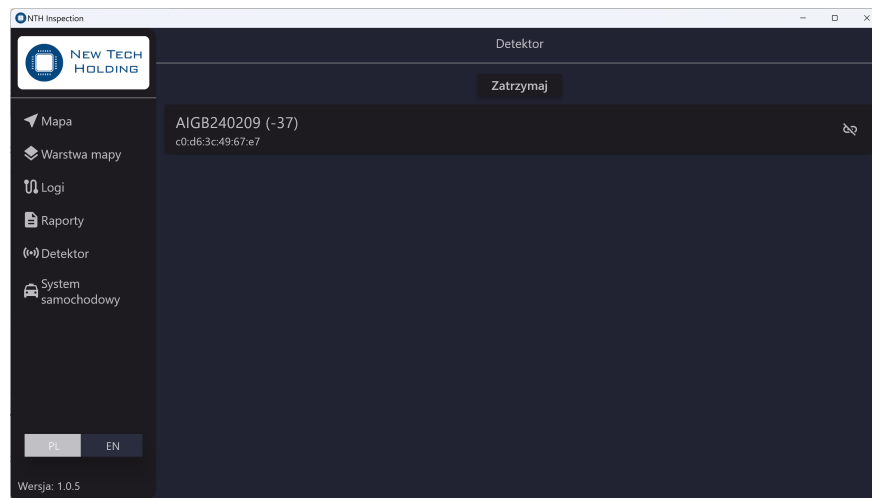 NTH Inspection
NEW TECH
HOLDING
Detektor
Zatrzymaj
AIGB240209 (-37)
c0:d6:3c:49:67:e7
Mapa
Warstwa mapy
Logi
Raporty
Detektor
System
samochodowy
PL EN
Wersja: 1.0.5